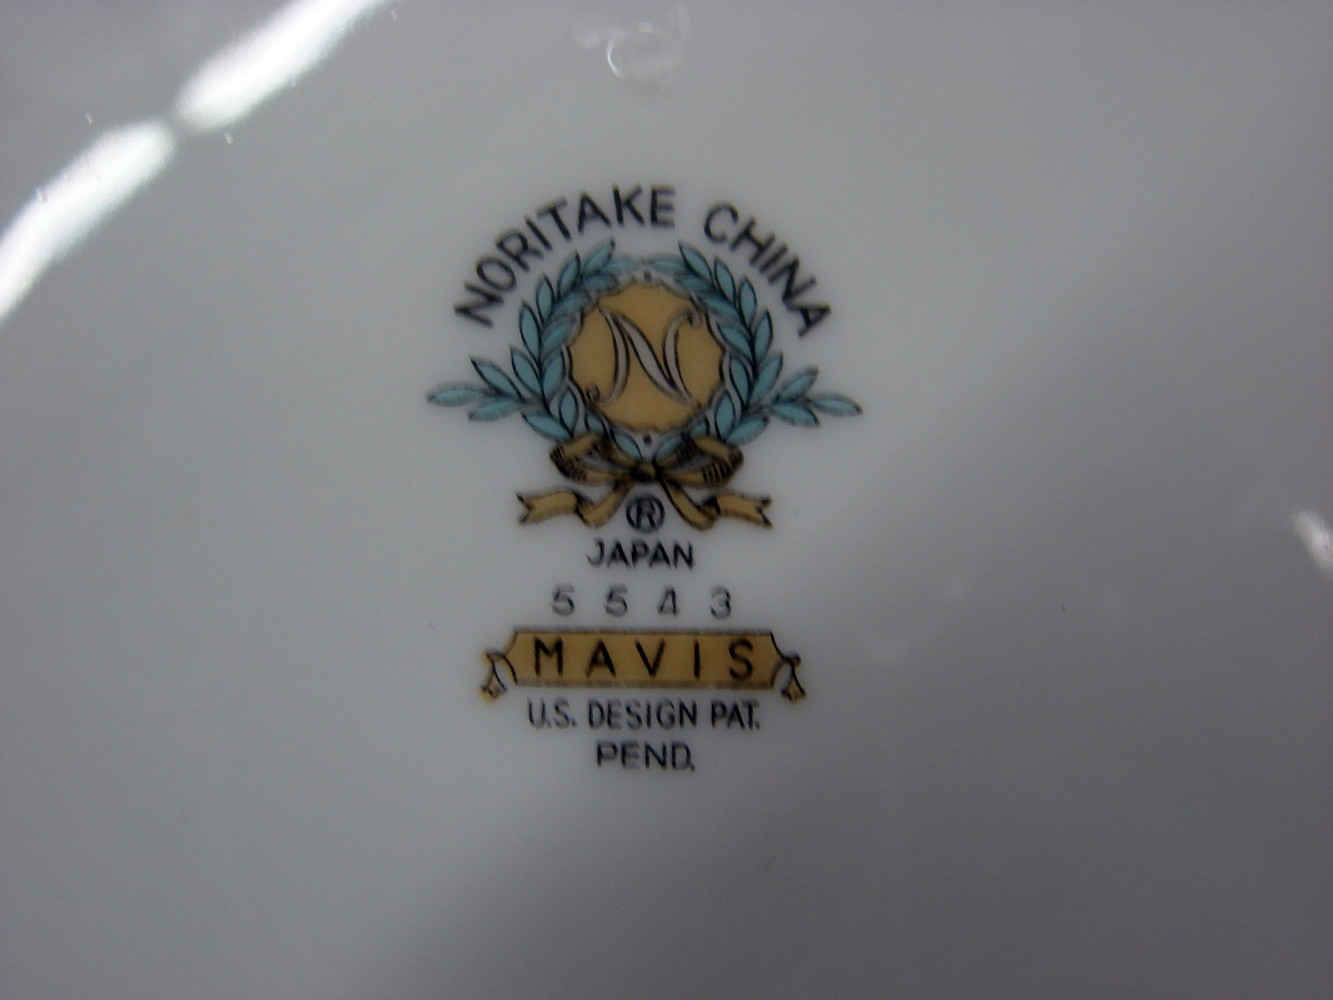 NORITAKE CHINA
N
®
JAPAN
5543
MAVIS
U.S. DESIGN PAT.
PEND.